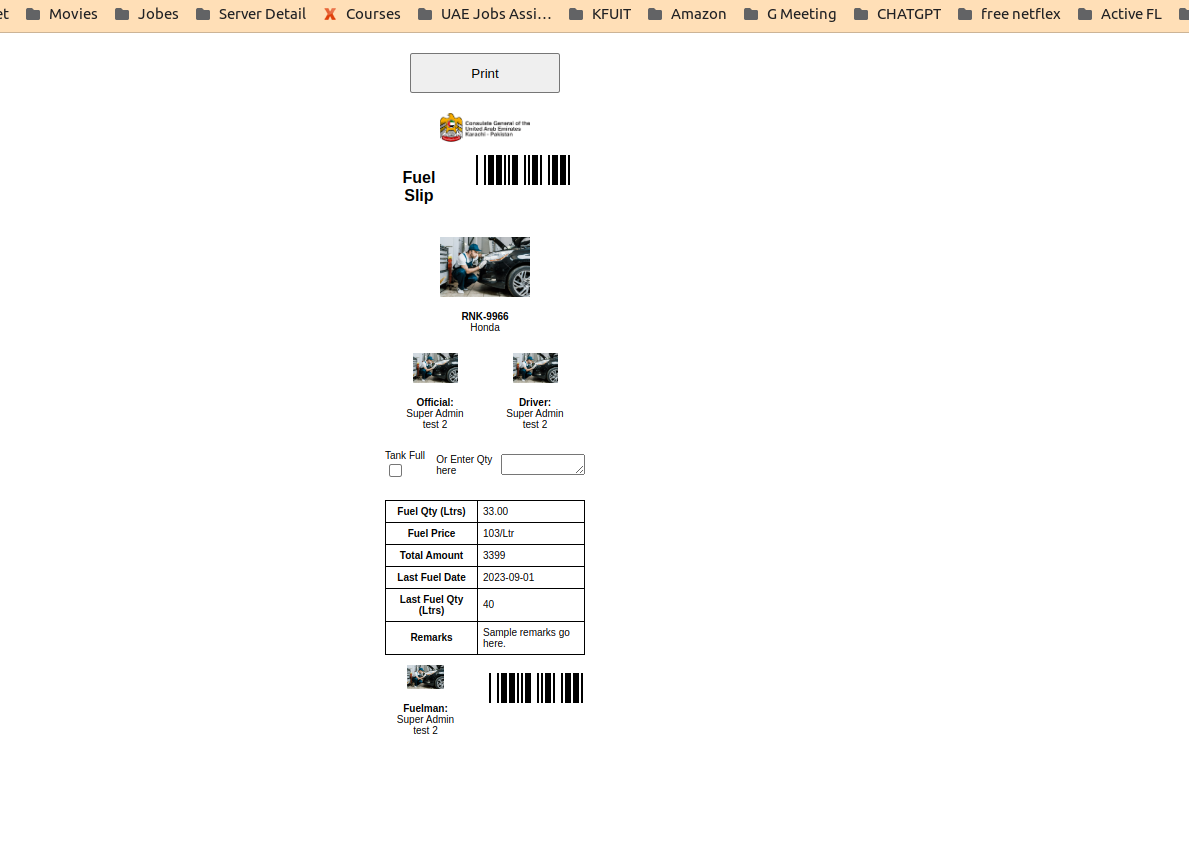 et Movies Jobes Server Detail Courses UAE Jobs Assi… KFUIT Amazon G Meeting CHATGPT free netflex Active FL
Print
Consulate General of the
United Arab Emirates
Karachi - Pakistan
Fuel
Slip
RNK-9966
Honda
Official:
Super Admin
test 2
Driver:
Super Admin
test 2
Tank Full
Or Enter Qty
here
Fuel Qty (Ltrs) 33.00
Fuel Price 103/Ltr
Total Amount 3399
Last Fuel Date 2023-09-01
Last Fuel Qty
(Ltrs) 40
Remarks Sample remarks go
here.
Fuelman:
Super Admin
test 2